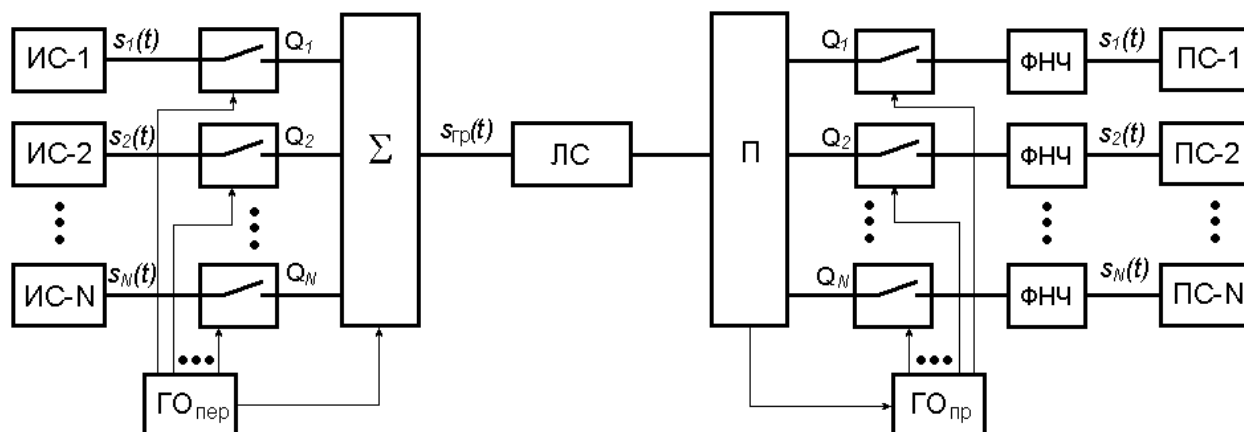 ИС-1 s₁(t) Q₁ Q₁ ФНЧ s₁(t) ПС-1
ИС-2 s₂(t) Q₂ Σ sгр(t) ЛС П Q₂ ФНЧ s₂(t) ПС-2
ИС-N sN(t) QN QN ФНЧ sN(t) ПС-N
ГОпер ГОпр